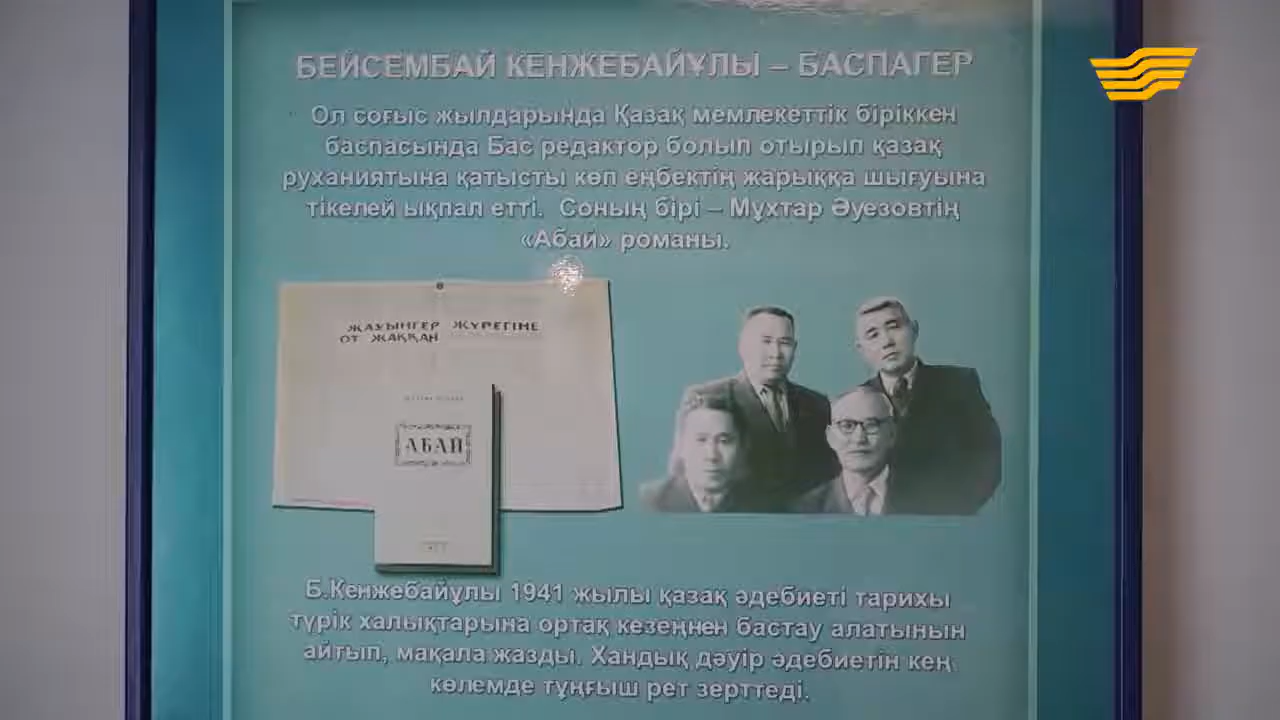 БЕЙСЕМБАЙ КЕНЖЕБАЙҰЛЫ – БАСПАГЕР
Ол соғыс жылдарында Қазақ мемлекеттік біріккен
баспасында Бас редактор болып отырып қазақ
руханиятына қатысты көп еңбектің жарыққа шығуына
тікелей ықпал етті. Соның бірі – Мұхтар Әуезовтің
«Абай» романы.
ЖАУЫНГЕР ЖҮРЕГІНЕ
ОТ ЖАҚҚАН
АБАЙ
Б.Кенжебайұлы 1941 жылы қазақ әдебиеті тарихы
түрік халықтарына ортақ кезеңнен бастау алатынын
айтып, мақала жазды. Хандық дәуір әдебиетін кең
көлемде тұңғыш рет зерттеді.